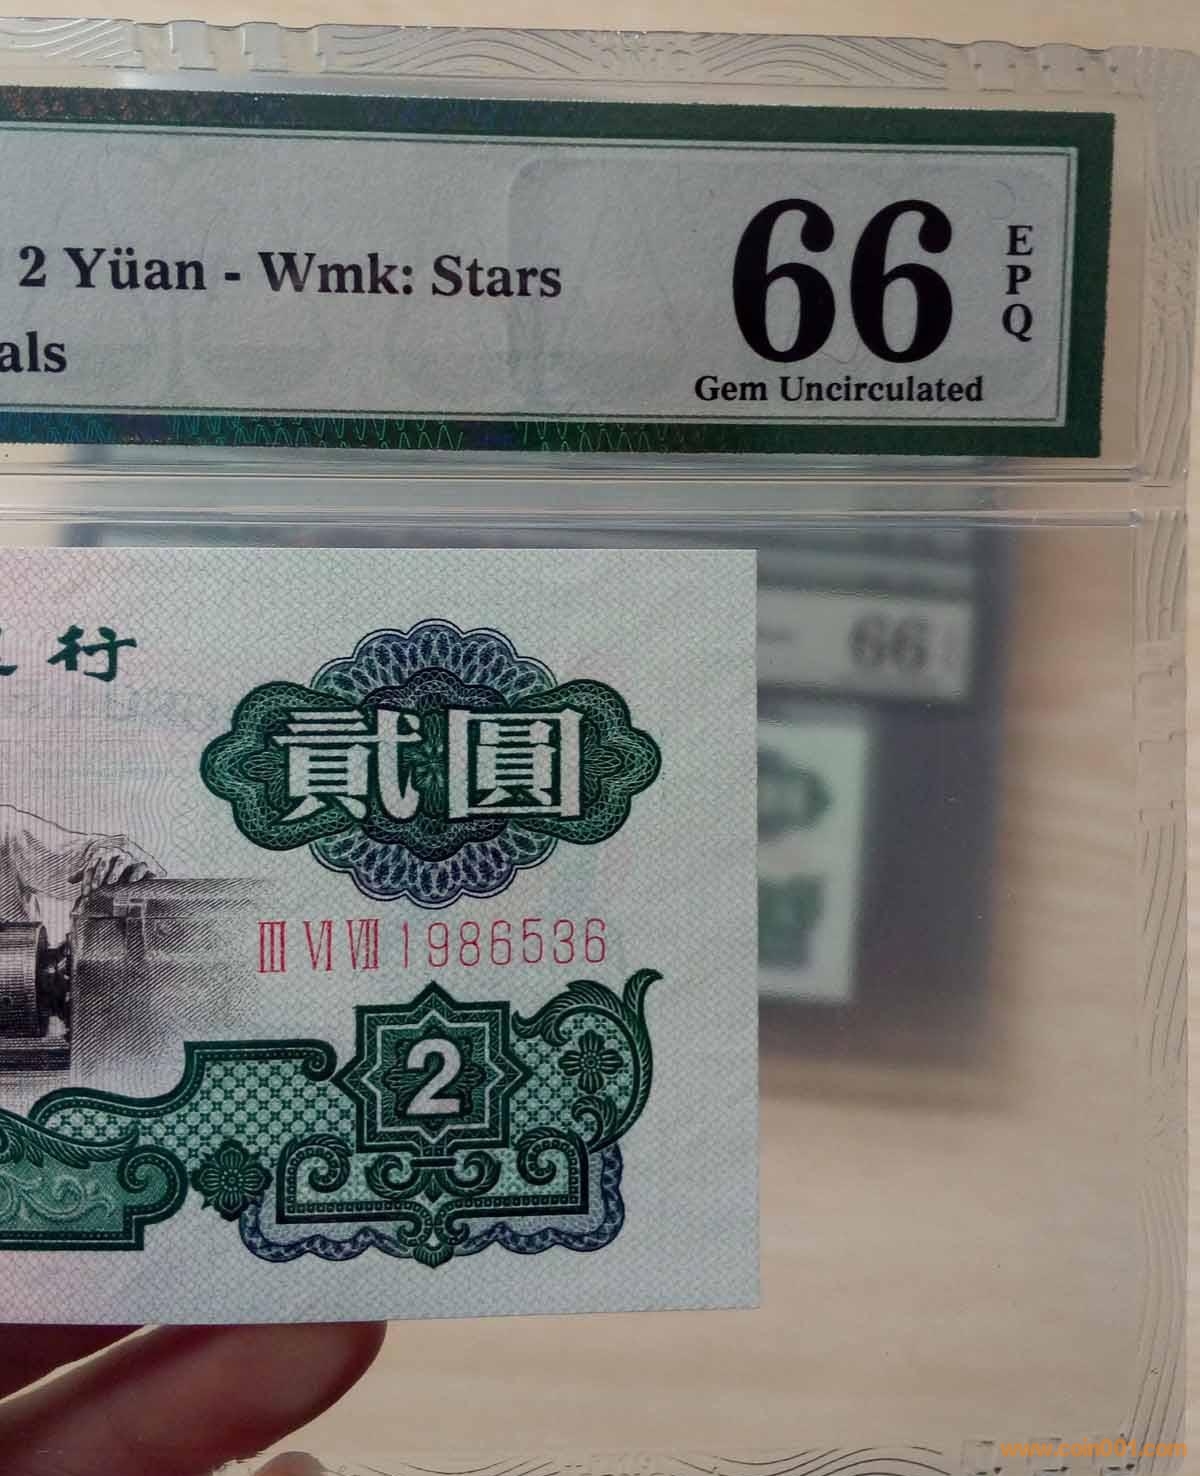 2 Yüan - Wmk: Stars
als
66
EPQ
Gem Uncirculated
行
66
貳圓
III VI VII 1986536
2
www.coin001.com